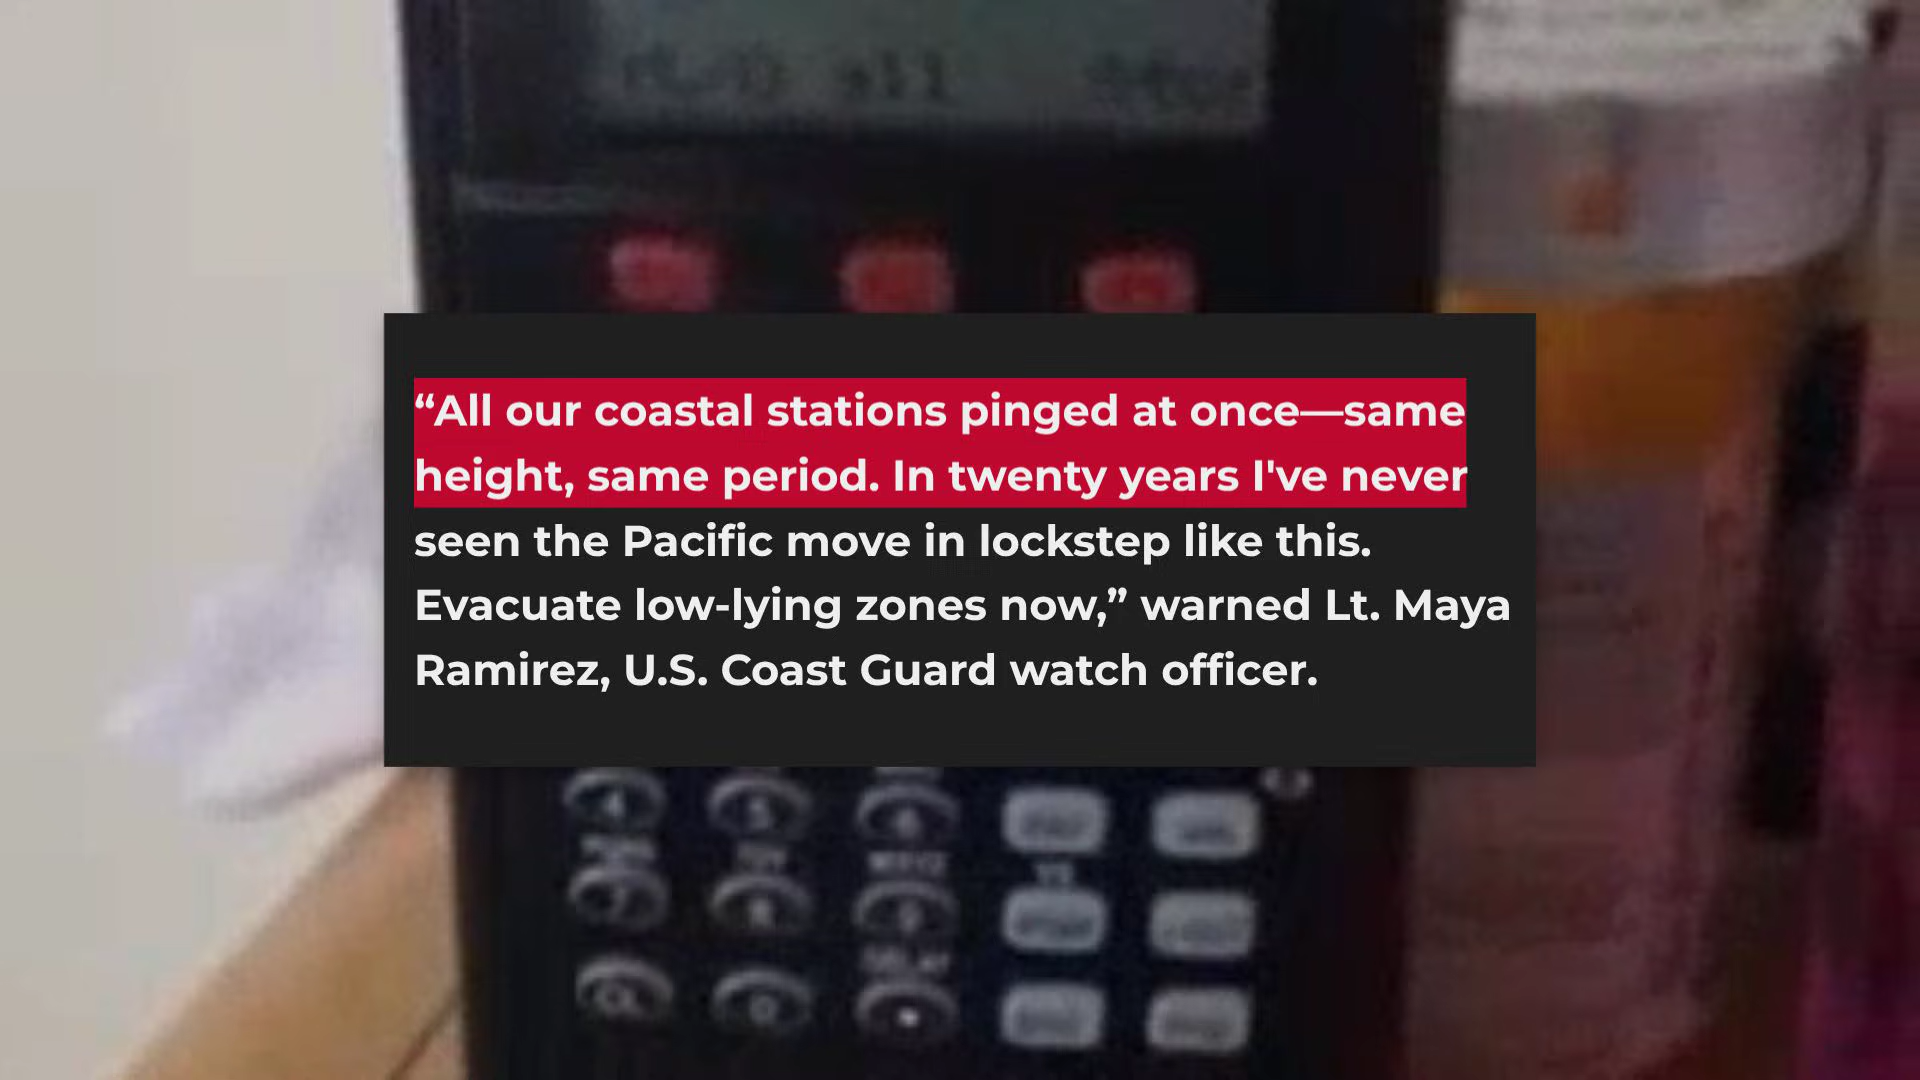 “All our coastal stations pinged at once—same
height, same period. In twenty years I've never
seen the Pacific move in lockstep like this.
Evacuate low-lying zones now,” warned Lt. Maya
Ramirez, U.S. Coast Guard watch officer.